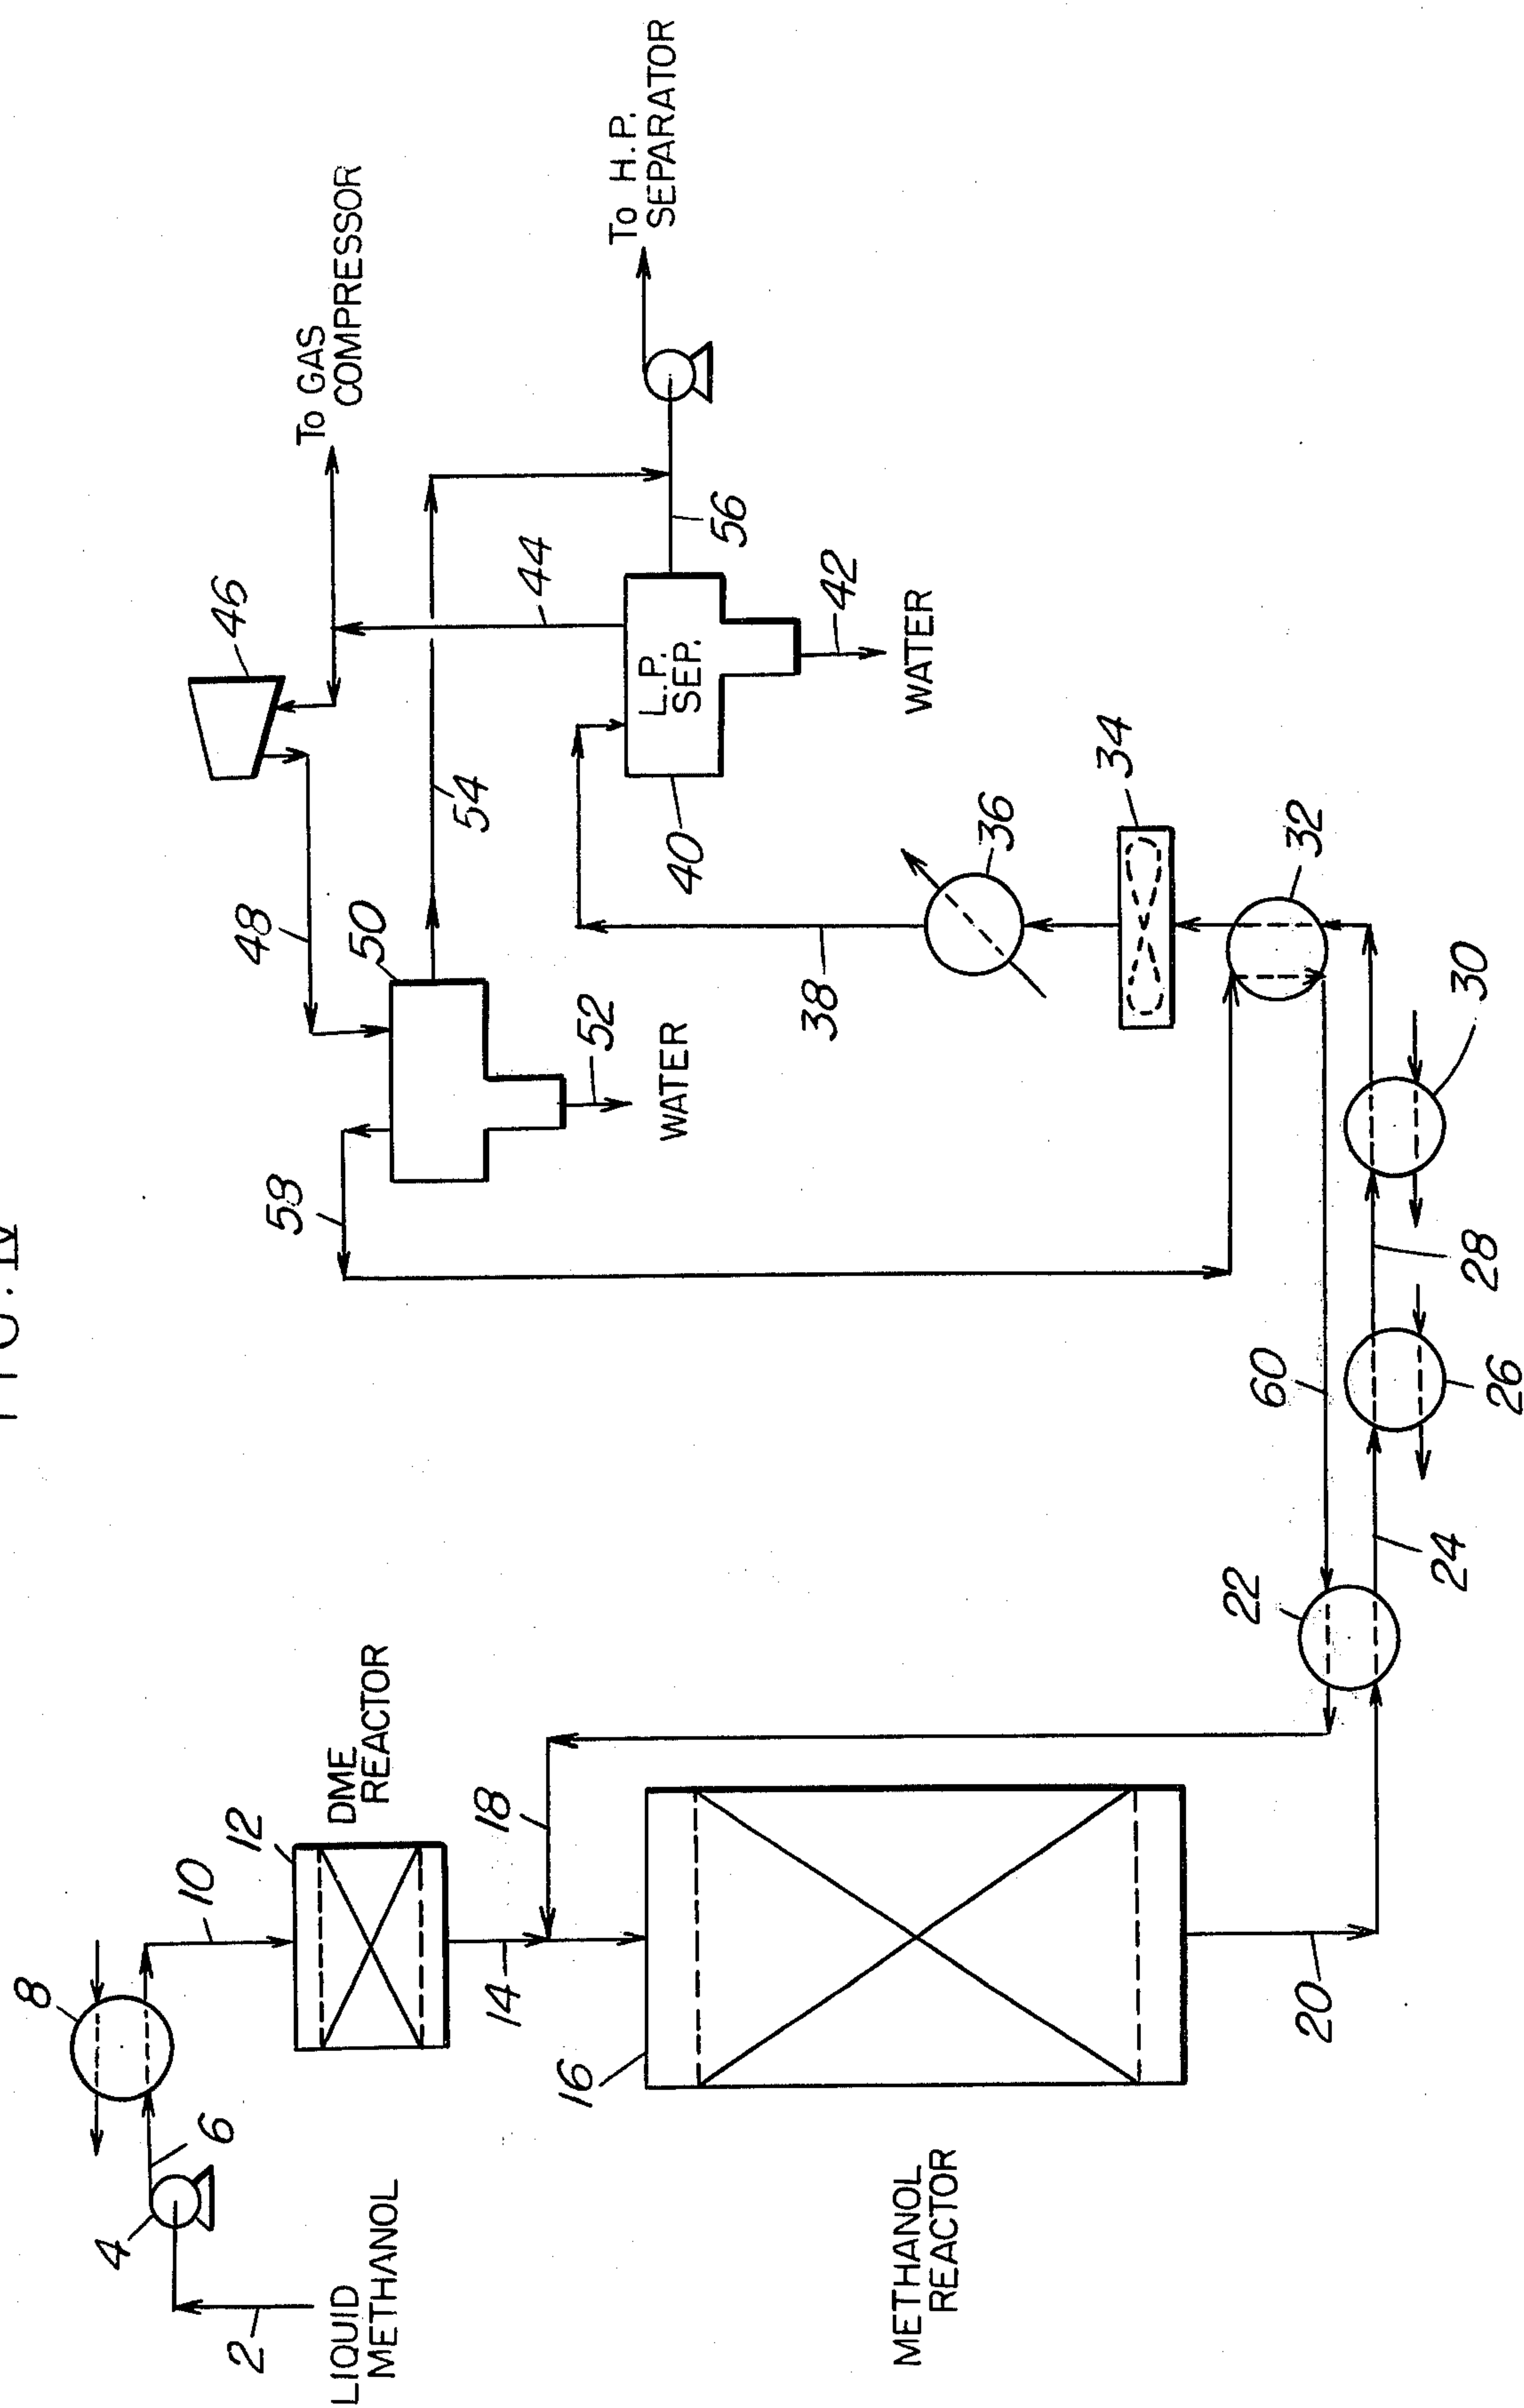 FIG. IV
8
10
12
DME
REACTOR
4
6
2
LIQUID
METHANOL
14
18
16
METHANOL
REACTOR
20
22
24
60
26
28
30
32
34
36
38
58
50
48
52
WATER
46
54
44
To GAS
COMPRESSOR
40
L.P.
SEP.
42
WATER
56
To H.P.
SEPARATOR